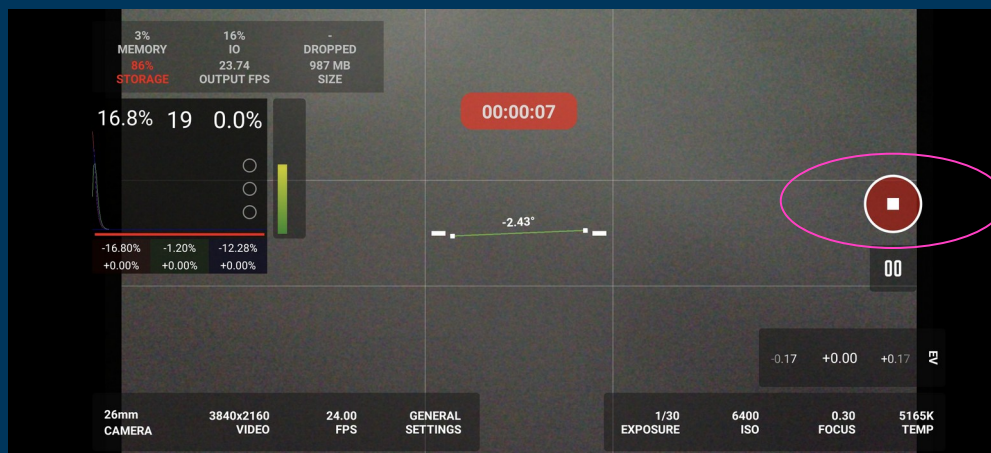 3% 16% -
MEMORY IO DROPPED
86% 23.74 987 MB
STORAGE OUTPUT FPS SIZE
16.8% 19 0.0%
00:00:07
-2.43°
-16.80% -1.20% -12.28%
+0.00% +0.00% +0.00%
-0.17 +0.00 +0.17 EV
26mm 3840x2160 24.00 GENERAL
CAMERA VIDEO FPS SETTINGS
1/30 6400 0.30 5165K
EXPOSURE ISO FOCUS TEMP